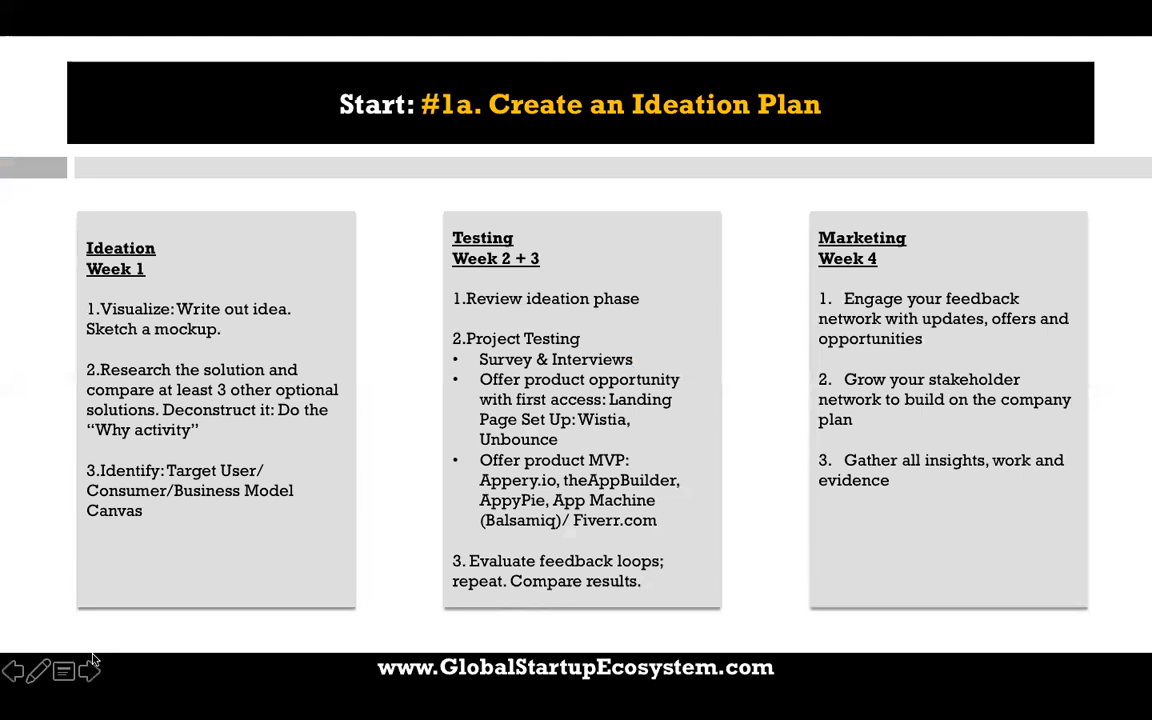 Start: #1a. Create an Ideation Plan
Ideation
Week 1
1.Visualize: Write out idea.
Sketch a mockup.
2.Research the solution and
compare at least 3 other optional
solutions. Deconstruct it: Do the
“Why activity”
3.Identify: Target User/
Consumer/Business Model
Canvas
Testing
Week 2 + 3
1.Review ideation phase
2.Project Testing
• Survey & Interviews
• Offer product opportunity
with first access: Landing
Page Set Up: Wistia,
Unbounce
• Offer product MVP:
Appery.io, theAppBuilder,
AppyPie, App Machine
(Balsamiq)/ Fiverr.com
3. Evaluate feedback loops;
repeat. Compare results.
Marketing
Week 4
1. Engage your feedback
network with updates, offers and
opportunities
2. Grow your stakeholder
network to build on the company
plan
3. Gather all insights, work and
evidence
www.GlobalStartupEcosystem.com